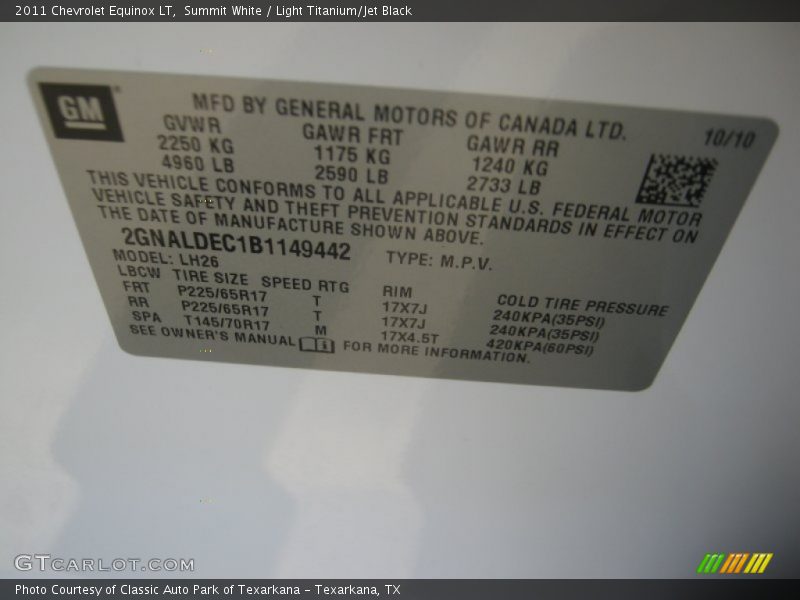 2011 Chevrolet Equinox LT,  Summit White / Light Titanium/Jet Black
GM
MFD BY GENERAL MOTORS OF CANADA LTD.
10/10
GVWR GAWR FRT GAWR RR
2250 KG 1175 KG 1240 KG
4960 LB 2590 LB 2733 LB
THIS VEHICLE CONFORMS TO ALL APPLICABLE U.S. FEDERAL MOTOR
VEHICLE SAFETY AND THEFT PREVENTION STANDARDS IN EFFECT ON
THE DATE OF MANUFACTURE SHOWN ABOVE.
2GNALDEC1B1149442 TYPE: M.P.V.
MODEL: LH26
LBCW TIRE SIZE SPEED RTG RIM COLD TIRE PRESSURE
FRT P225/65R17 T 17X7J 240KPA(35PSI)
RR P225/65R17 T 17X7J 240KPA(35PSI)
SPA T145/70R17 M 17X4.5T 420KPA(60PSI)
SEE OWNER'S MANUAL FOR MORE INFORMATION.
GTCARLOT.COM
Photo Courtesy of Classic Auto Park of Texarkana – Texarkana, TX